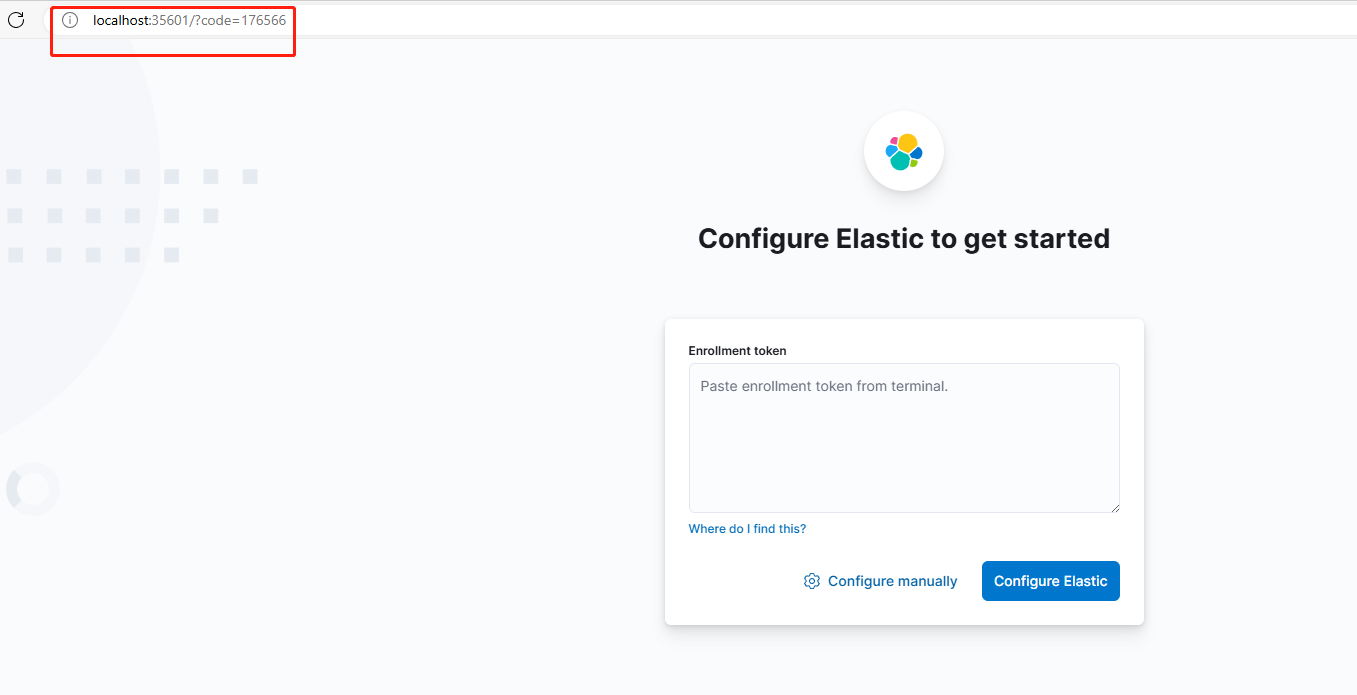 localhost:35601/?code=176566
Configure Elastic to get started
Enrollment token
Paste enrollment token from terminal.
Where do I find this?
Configure manually
Configure Elastic